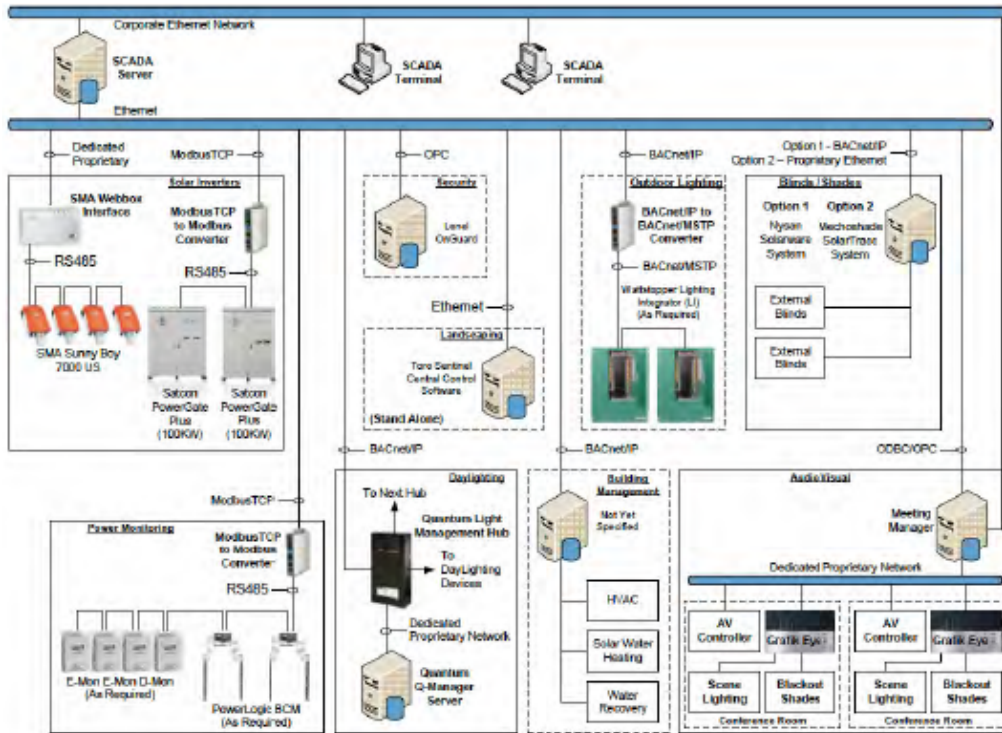 Corporate Ethernet Network
SCADA
Server
SCADA
Terminal
SCADA
Terminal
Ethernet
Dedicated
Proprietary
ModbusTCP
OPC
BACnet/IP
Option 1 - BACnet/IP
Option 2 – Proprietary Ethernet
Solar Inverters
SMA Webbox
Interface
ModbusTCP
to Modbus
Converter
RS485
RS485
SMA Sunny Boy
7000 US
Satcon
PowerGate
Plus
(100KW)
Satcon
PowerGate
Plus
(100KW)
Security
Lenel
OnGuard
Ethernet
Landscaping
Toro Sentinel
Central Control
Software
(Stand Alone)
Outdoor Lighting
BACnet/IP to
BACnet/MSTP
Converter
BACnet/MSTP
Wattstopper Lighting
Integrator (LI)
(As Required)
Blinds / Shades
Option 1
Nysan
Solarware
System
Option 2
Mechoshade
SolarTrac
System
External
Blinds
External
Blinds
ModbusTCP
Power Monitoring
ModbusTCP
to Modbus
Converter
RS485
E-Mon E-Mon D-Mon
(As Required)
PowerLogic BCM
(As Required)
BACnet/IP
Daylighting
To Next Hub
Quantum Light
Management Hub
To
DayLighting
Devices
Dedicated
Proprietary Network
Quantum
Q-Manager
Server
BACnet/IP
Building
Management
Not Yet
Specified
HVAC
Solar Water
Heating
Water
Recovery
ODBC/OPC
AudioVisual
Meeting
Manager
Dedicated Proprietary Network
AV
Controller
Grafik Eye
Scene
Lighting
Blackout
Shades
Conference Room
AV
Controller
Grafik Eye
Scene
Lighting
Blackout
Shades
Conference Room